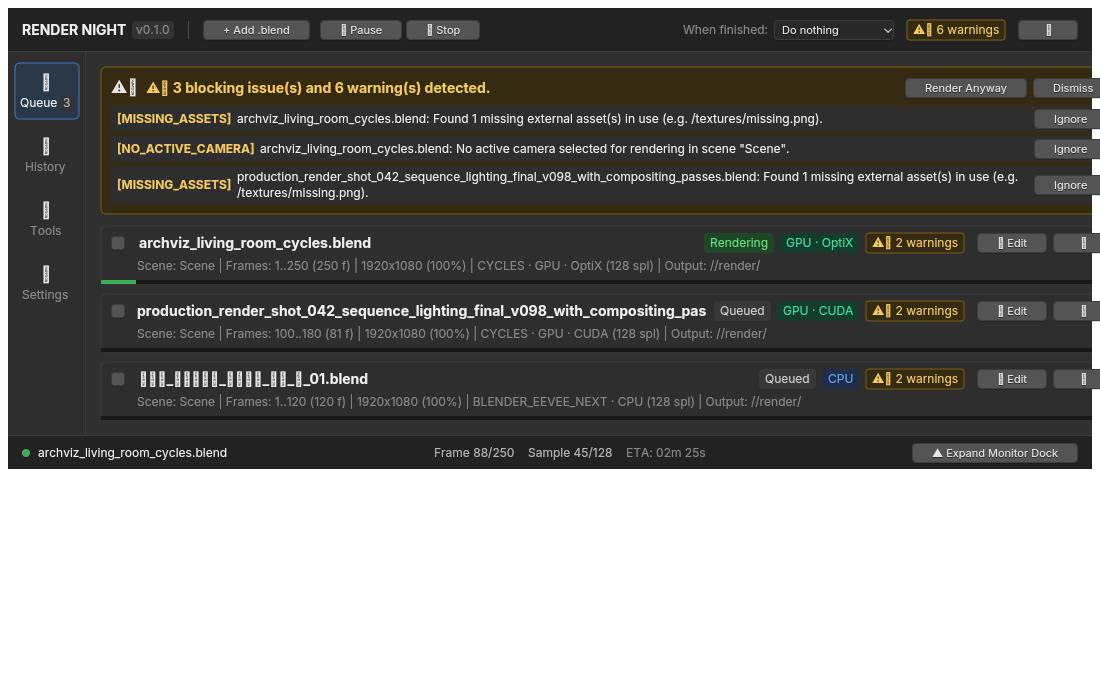 RENDER NIGHT v0.1.0 + Add .blend Pause Stop When finished: Do nothing ⚠ 6 warnings
Queue 3
History
Tools
Settings
⚠ ⚠ 3 blocking issue(s) and 6 warning(s) detected. Render Anyway Dismiss
[MISSING_ASSETS] archviz_living_room_cycles.blend: Found 1 missing external asset(s) in use (e.g. /textures/missing.png). Ignore
[NO_ACTIVE_CAMERA] archviz_living_room_cycles.blend: No active camera selected for rendering in scene "Scene". Ignore
[MISSING_ASSETS] production_render_shot_042_sequence_lighting_final_v098_with_compositing_passes.blend: Found 1 missing external asset(s) in use (e.g.
/textures/missing.png). Ignore
archviz_living_room_cycles.blend Rendering GPU · OptiX ⚠ 2 warnings Edit
Scene: Scene | Frames: 1..250 (250 f) | 1920x1080 (100%) | CYCLES · GPU · OptiX (128 spl) | Output: //render/
production_render_shot_042_sequence_lighting_final_v098_with_compositing_pas Queued GPU · CUDA ⚠ 2 warnings Edit
Scene: Scene | Frames: 100..180 (81 f) | 1920x1080 (100%) | CYCLES · GPU · CUDA (128 spl) | Output: //render/
_01.blend Queued CPU ⚠ 2 warnings Edit
Scene: Scene | Frames: 1..120 (120 f) | 1920x1080 (100%) | BLENDER_EEVEE_NEXT · CPU (128 spl) | Output: //render/
archviz_living_room_cycles.blend Frame 88/250 Sample 45/128 ETA: 02m 25s ▲ Expand Monitor Dock